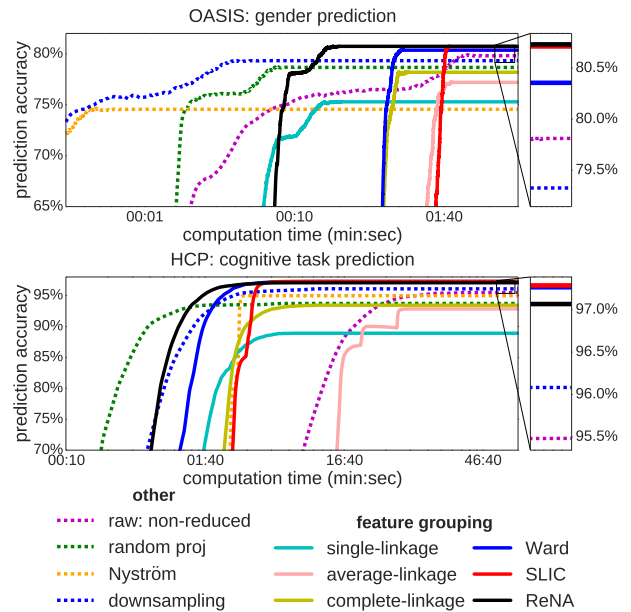 OASIS: gender prediction
prediction accuracy
80%
75%
70%
65%
80.5%
80.0%
79.5%
00:01 00:10 01:40
computation time (min:sec)
HCP: cognitive task prediction
prediction accuracy
95%
90%
85%
80%
75%
70%
97.0%
96.5%
96.0%
95.5%
00:10 01:40 16:40 46:40
computation time (min:sec)
other
raw: non-reduced
random proj
Nyström
downsampling
feature grouping
single-linkage
average-linkage
complete-linkage
Ward
SLIC
ReNA